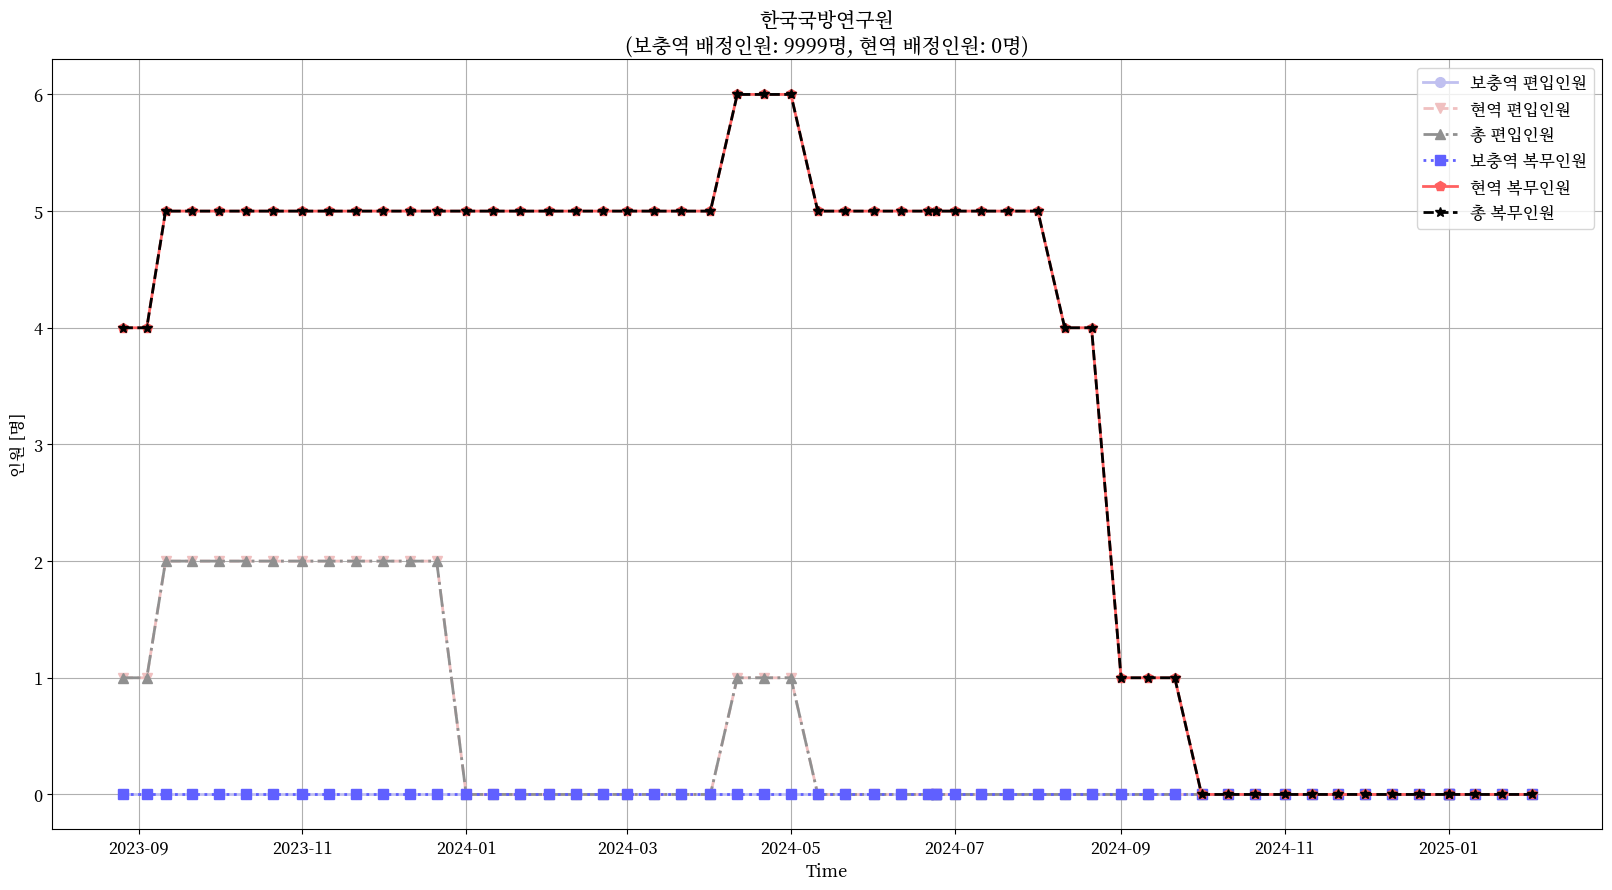 한국국방연구원
(보충역 배정인원: 9999명, 현역 배정인원: 0명)
보충역 편입인원
현역 편입인원
총 편입인원
보충역 복무인원
현역 복무인원
총 복무인원
인원 [명]
6
5
4
3
2
1
0
2023-09
2023-11
2024-01
2024-03
2024-05
2024-07
2024-09
2024-11
2025-01
Time